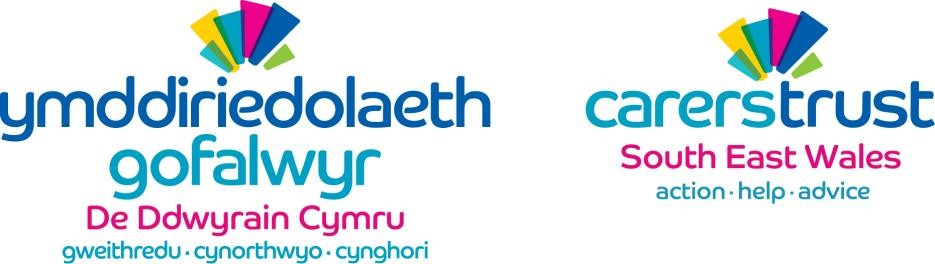 ymddiriedolaeth
gofalwyr
De Ddwyrain Cymru
gweithredu · cynorthwyo · cynghori
carerstrust
South East Wales
action · help · advice